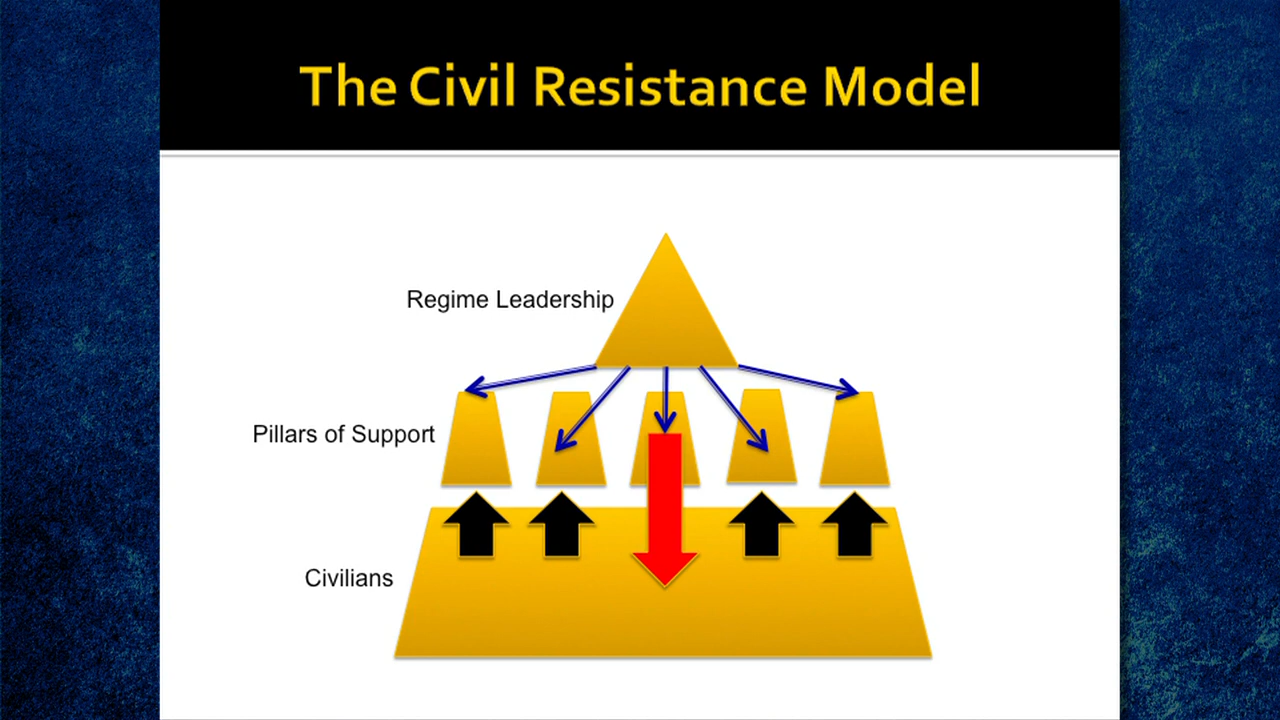 The Civil Resistance Model
Regime Leadership
Pillars of Support
Civilians